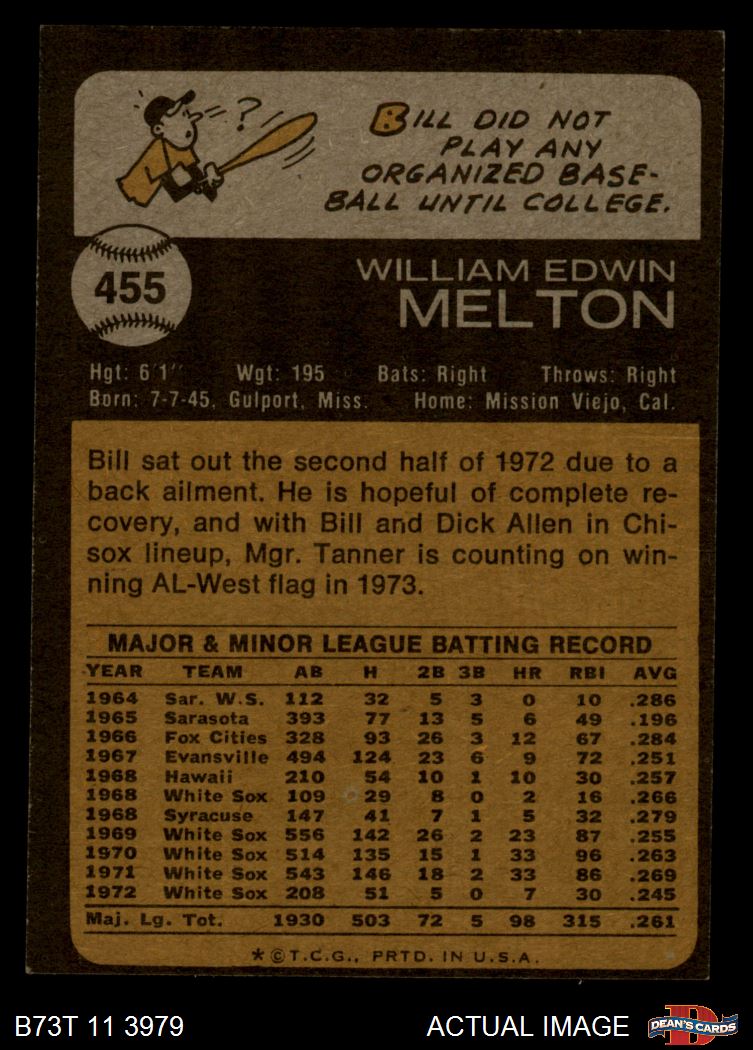 ?
BILL DID NOT
PLAY ANY
ORGANIZED BASE-
BALL UNTIL COLLEGE.
455
WILLIAM EDWIN
MELTON
Hgt: 6'1" Wgt: 195 Bats: Right Throws: Right
Born: 7-7-45, Gulport, Miss. Home: Mission Viejo, Cal.
Bill sat out the second half of 1972 due to a
back ailment. He is hopeful of complete re-
covery, and with Bill and Dick Allen in Chi-
sox lineup, Mgr. Tanner is counting on win-
ning AL-West flag in 1973.
MAJOR & MINOR LEAGUE BATTING RECORD
YEAR TEAM AB H 2B 3B HR RBI AVG
1964 Sar. W.S. 112 32 5 3 0 10 .286
1965 Sarasota 393 77 13 5 6 49 .196
1966 Fox Cities 328 93 26 3 12 67 .284
1967 Evansville 494 124 23 6 9 72 .251
1968 Hawaii 210 54 10 1 10 30 .257
1968 White Sox 109 29 8 0 2 16 .266
1968 Syracuse 147 41 7 1 5 32 .279
1969 White Sox 556 142 26 2 23 87 .255
1970 White Sox 514 135 15 1 33 96 .263
1971 White Sox 543 146 18 2 33 86 .269
1972 White Sox 208 51 5 0 7 30 .245
Maj. Lg. Tot. 1930 503 72 5 98 315 .261
*©T.C.G., PRTD. IN U.S.A.
B73T 11 3979 ACTUAL IMAGE
D
DEAN'S CARDS